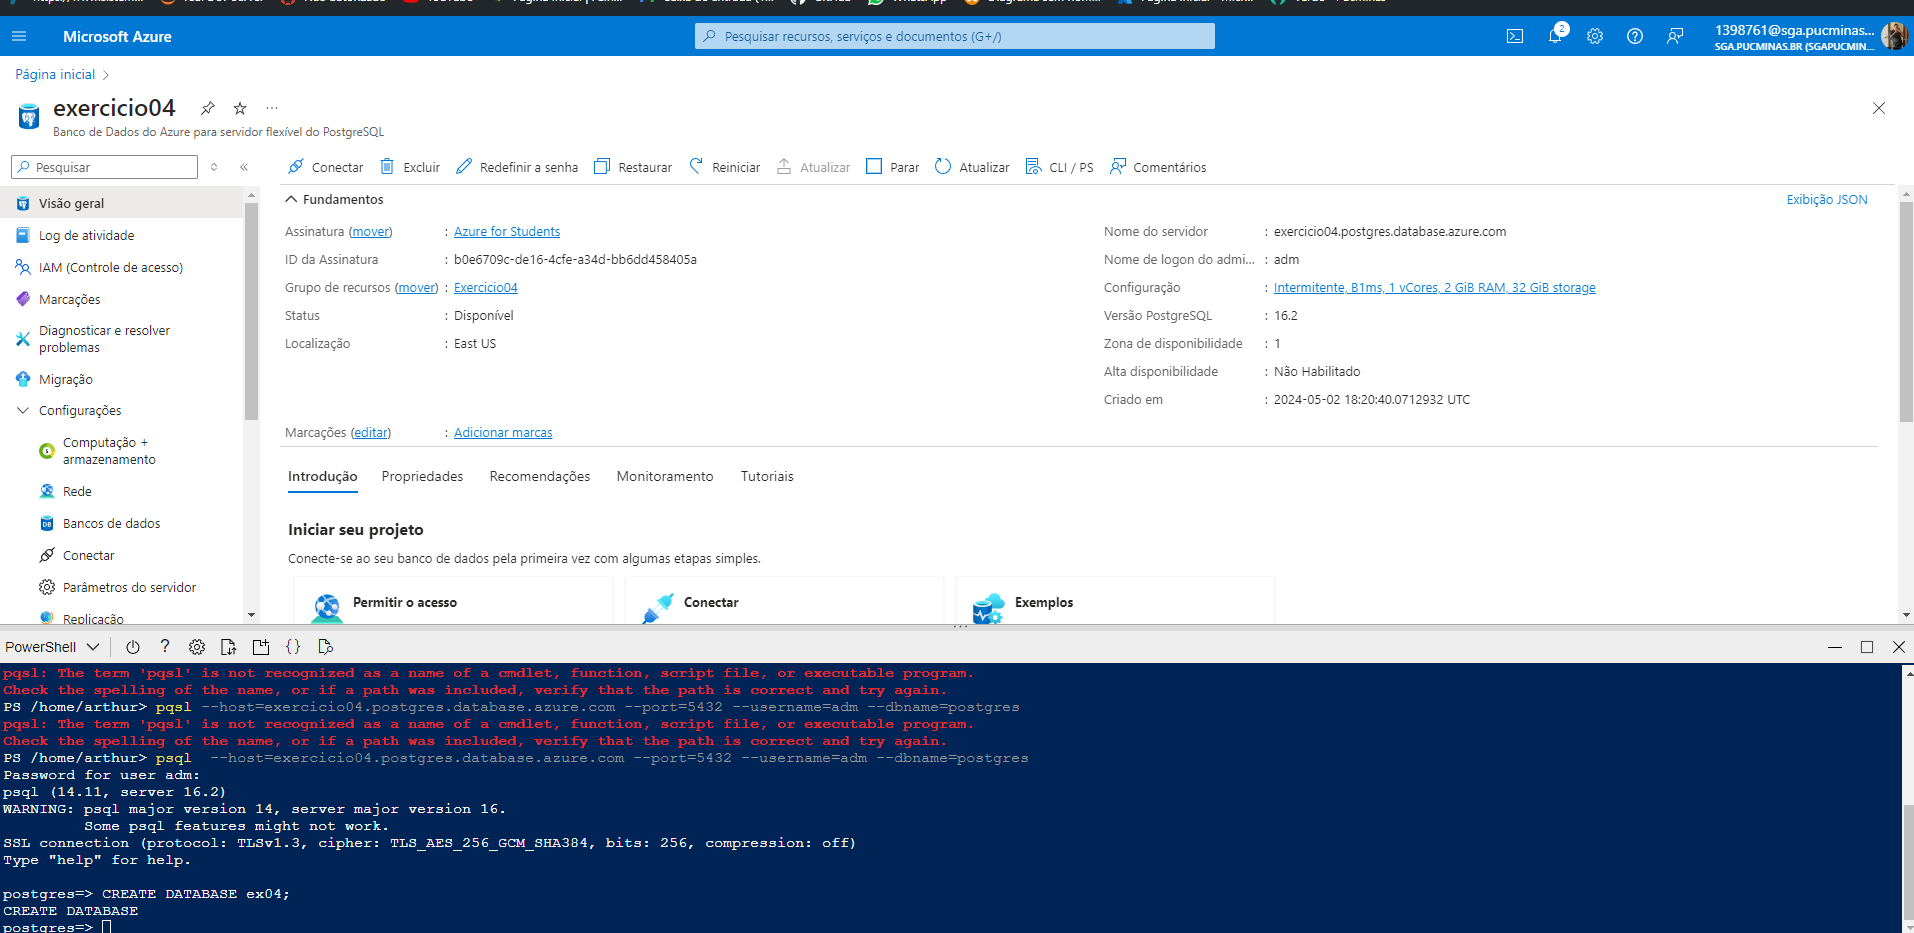 Microsoft Azure
Pesquisar recursos, serviços e documentos (G+/)
2
1398761@sga.pucminas...
SGA.PUCMINAS.BR (SGAPUCMIN...
Página inicial
exercicio04
Banco de Dados do Azure para servidor flexível do PostgreSQL
Pesquisar
Conectar
Excluir
Redefinir a senha
Restaurar
Reiniciar
Atualizar
Parar
Atualizar
CLI / PS
Comentários
Visão geral
Log de atividade
IAM (Controle de acesso)
Marcações
Diagnosticar e resolver
problemas
Migração
Configurações
Computação +
armazenamento
Rede
Bancos de dados
Conectar
Parâmetros do servidor
Replicação
Fundamentos
Exibição JSON
Assinatura (mover) : Azure for Students
ID da Assinatura : b0e6709c-de16-4cfe-a34d-bb6dd458405a
Grupo de recursos (mover) : Exercicio04
Status : Disponível
Localização : East US
Nome do servidor : exercicio04.postgres.database.azure.com
Nome de logon do admi... : adm
Configuração : Intermitente, B1ms, 1 vCores, 2 GiB RAM, 32 GiB storage
Versão PostgreSQL : 16.2
Zona de disponibilidade : 1
Alta disponibilidade : Não Habilitado
Criado em : 2024-05-02 18:20:40.0712932 UTC
Marcações (editar) : Adicionar marcas
Introdução
Propriedades
Recomendações
Monitoramento
Tutoriais
Iniciar seu projeto
Conecte-se ao seu banco de dados pela primeira vez com algumas etapas simples.
Permitir o acesso
Conectar
Exemplos
PowerShell
pqsl: The term 'pqsl' is not recognized as a name of a cmdlet, function, script file, or executable program.
Check the spelling of the name, or if a path was included, verify that the path is correct and try again.
PS /home/arthur> pqsl --host=exercicio04.postgres.database.azure.com --port=5432 --username=adm --dbname=postgres
pqsl: The term 'pqsl' is not recognized as a name of a cmdlet, function, script file, or executable program.
Check the spelling of the name, or if a path was included, verify that the path is correct and try again.
PS /home/arthur> psql  --host=exercicio04.postgres.database.azure.com --port=5432 --username=adm --dbname=postgres
Password for user adm:
psql (14.11, server 16.2)
WARNING: psql major version 14, server major version 16.
Some psql features might not work.
SSL connection (protocol: TLSv1.3, cipher: TLS_AES_256_GCM_SHA384, bits: 256, compression: off)
Type "help" for help.
postgres=> CREATE DATABASE ex04;
CREATE DATABASE
postgres=>